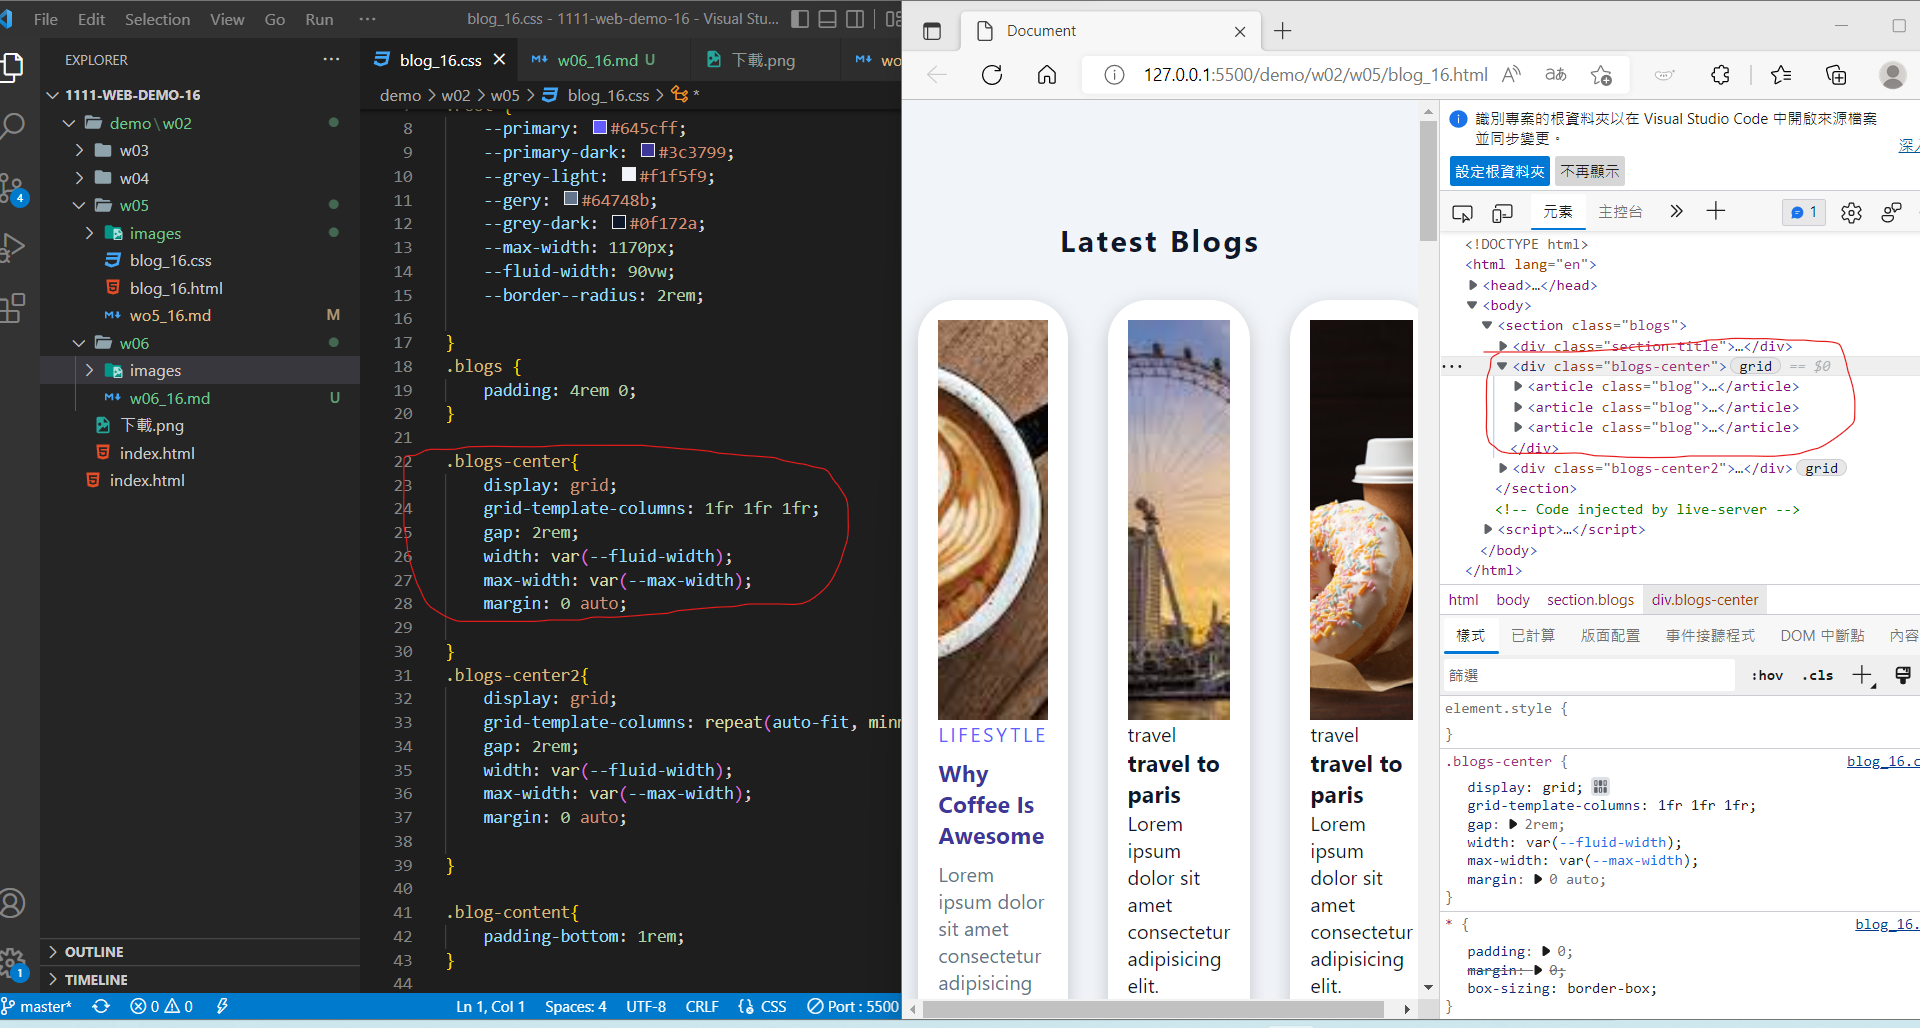 File Edit Selection View Go Run ···
blog_16.css - 1111-web-demo-16 - Visual Stu...
EXPLORER ···
1111-WEB-DEMO-16
demo \ w02
w03
w04
w05
images
blog_16.css
blog_16.html
wo5_16.md M
w06
images
w06_16.md U
下載.png
index.html
index.html
OUTLINE
TIMELINE
4
1
blog_16.css
w06_16.md U
下載.png
wo
demo > w02 > w05 > blog_16.css > *
8 --primary: #645cff;
9 --primary-dark: #3c3799;
10 --grey-light: #f1f5f9;
11 --gery: #64748b;
12 --grey-dark: #0f172a;
13 --max-width: 1170px;
14 --fluid-width: 90vw;
15 --border--radius: 2rem;
16
17 }
18 .blogs {
19 padding: 4rem 0;
20 }
21
22 .blogs-center{
23 display: grid;
24 grid-template-columns: 1fr 1fr 1fr;
25 gap: 2rem;
26 width: var(--fluid-width);
27 max-width: var(--max-width);
28 margin: 0 auto;
29
30 }
31 .blogs-center2{
32 display: grid;
33 grid-template-columns: repeat(auto-fit, minm
34 gap: 2rem;
35 width: var(--fluid-width);
36 max-width: var(--max-width);
37 margin: 0 auto;
38
39 }
40
41 .blog-content{
42 padding-bottom: 1rem;
43 }
44
master* 0 0 Ln 1, Col 1 Spaces: 4 UTF-8 CRLF CSS Port : 5500
Document
127.0.0.1:5500/demo/w02/w05/blog_16.html
Latest Blogs
LIFESYTLE
Why
Coffee Is
Awesome
Lorem
ipsum dolor
sit amet
consectetur
adipisicing
travel
travel to
paris
Lorem
ipsum
dolor sit
amet
consectetur
adipisicing
elit.
travel
travel to
paris
Lorem
ipsum
dolor sit
amet
consectetur
adipisicing
elit.
識別專案的根資料夾以在 Visual Studio Code 中開啟來源檔案
並同步變更。
深入
設定根資料夾 不再顯示
元素 主控台 1
<!DOCTYPE html>
<html lang="en">
<head>…</head>
<body>
<section class="blogs">
<div class="section-title">…</div>
··· <div class="blogs-center"> grid == $0
<article class="blog">…</article>
<article class="blog">…</article>
<article class="blog">…</article>
</div>
<div class="blogs-center2">…</div> grid
</section>
<!-- Code injected by live-server -->
<script>…</script>
</body>
</html>
html body section.blogs div.blogs-center
樣式 已計算 版面配置 事件接聽程式 DOM 中斷點 內容
篩選 :hov .cls
element.style {
}
.blogs-center { blog_16.c
display: grid;
grid-template-columns: 1fr 1fr 1fr;
gap: 2rem;
width: var(--fluid-width);
max-width: var(--max-width);
margin: 0 auto;
}
* { blog_16.
padding: 0;
margin: 0;
box-sizing: border-box;
}